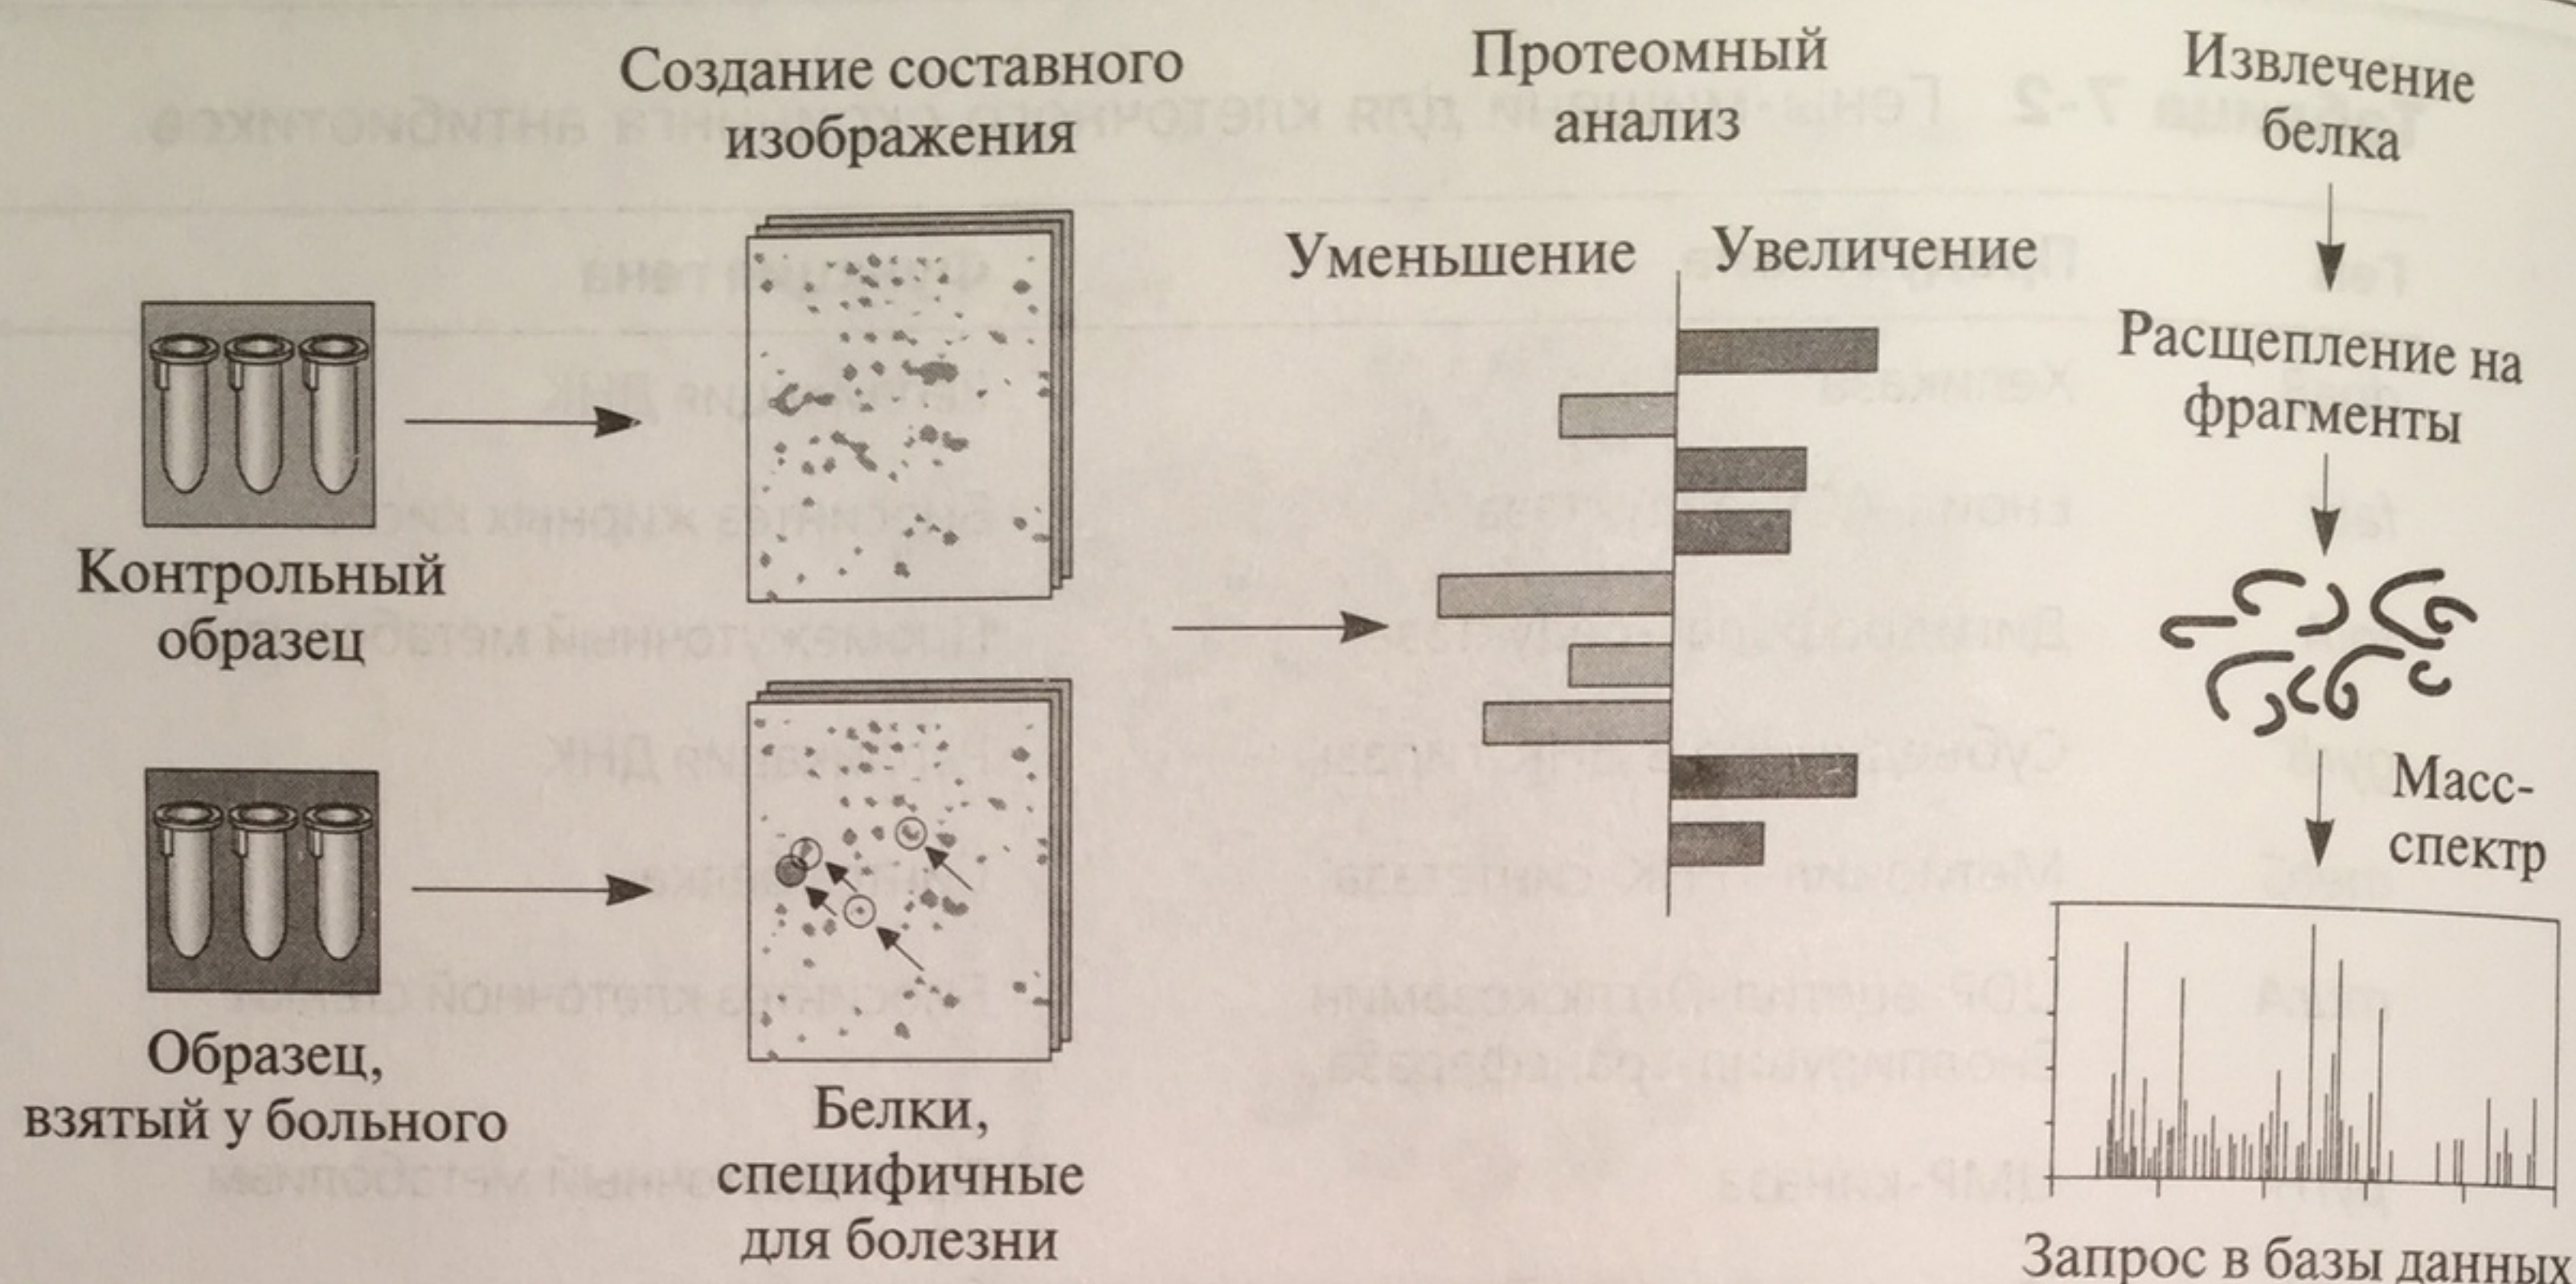 Создание составного
изображения
Протеомный
анализ
Извлечение
белка
Уменьшение
Увеличение
Расщепление на
фрагменты
Контрольный
образец
Масс-
спектр
Образец,
взятый у больного
Белки,
специфичные
для болезни
Запрос в базы данных